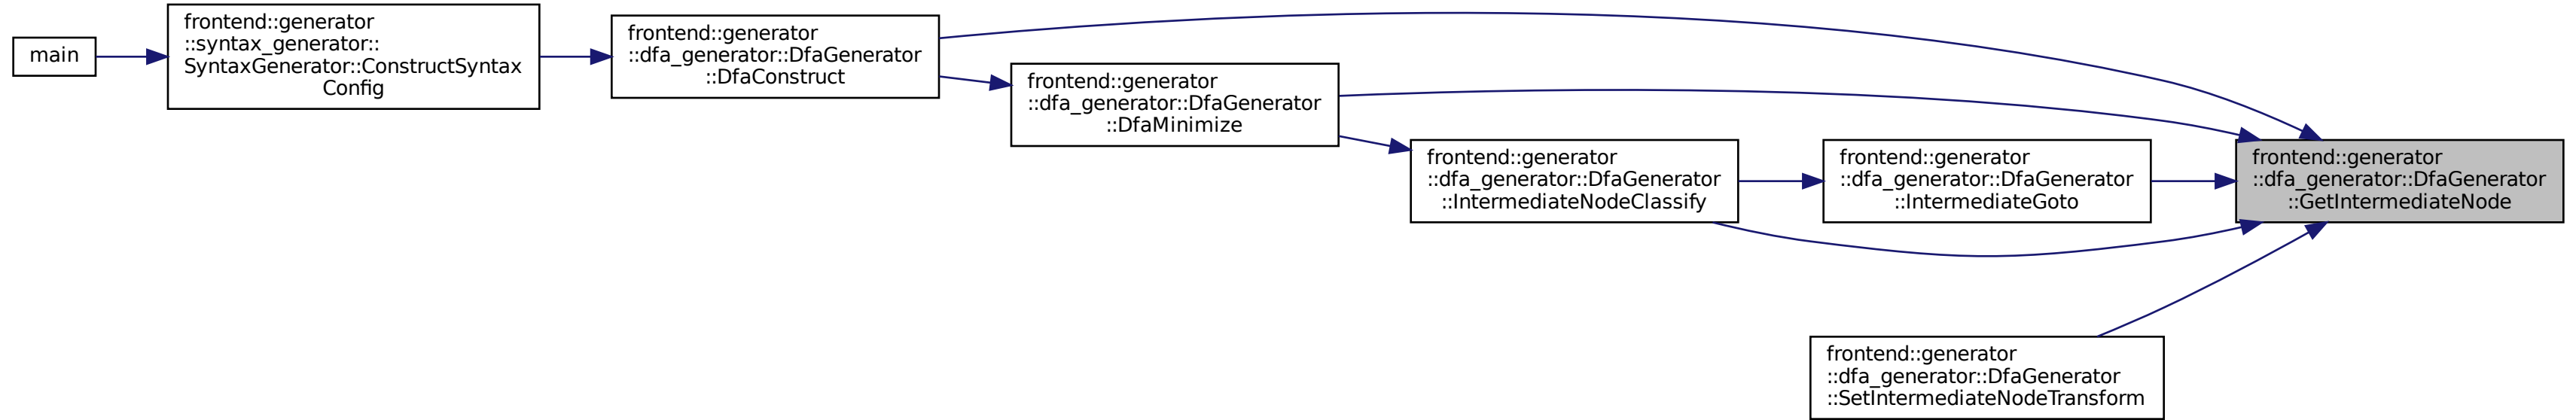 main
frontend::generator
::syntax_generator::
SyntaxGenerator::ConstructSyntax
Config
frontend::generator
::dfa_generator::DfaGenerator
::DfaConstruct
frontend::generator
::dfa_generator::DfaGenerator
::DfaMinimize
frontend::generator
::dfa_generator::DfaGenerator
::IntermediateNodeClassify
frontend::generator
::dfa_generator::DfaGenerator
::IntermediateGoto
frontend::generator
::dfa_generator::DfaGenerator
::GetIntermediateNode
frontend::generator
::dfa_generator::DfaGenerator
::SetIntermediateNodeTransform